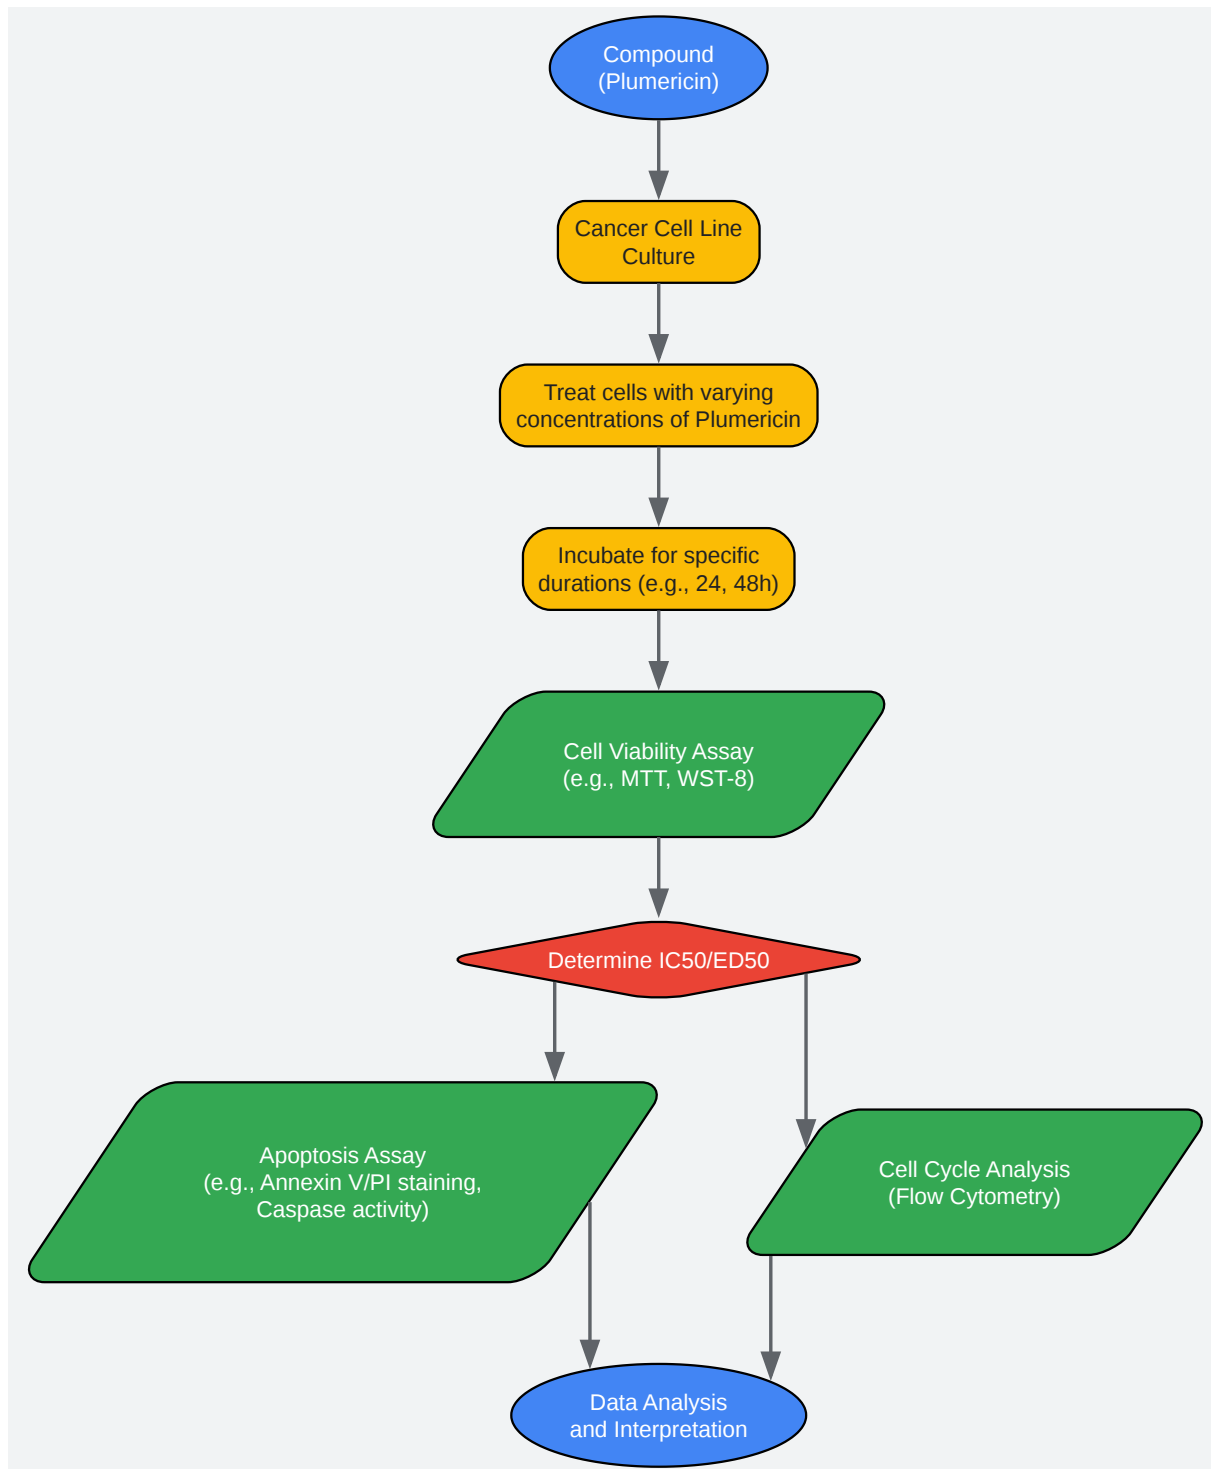 Compound
(Plumericin)
Cancer Cell Line
Culture
Treat cells with varying
concentrations of Plumericin
Incubate for specific
durations (e.g., 24, 48h)
Cell Viability Assay
(e.g., MTT, WST-8)
Determine IC50/ED50
Apoptosis Assay
(e.g., Annexin V/PI staining,
Caspase activity)
Cell Cycle Analysis
(Flow Cytometry)
Data Analysis
and Interpretation